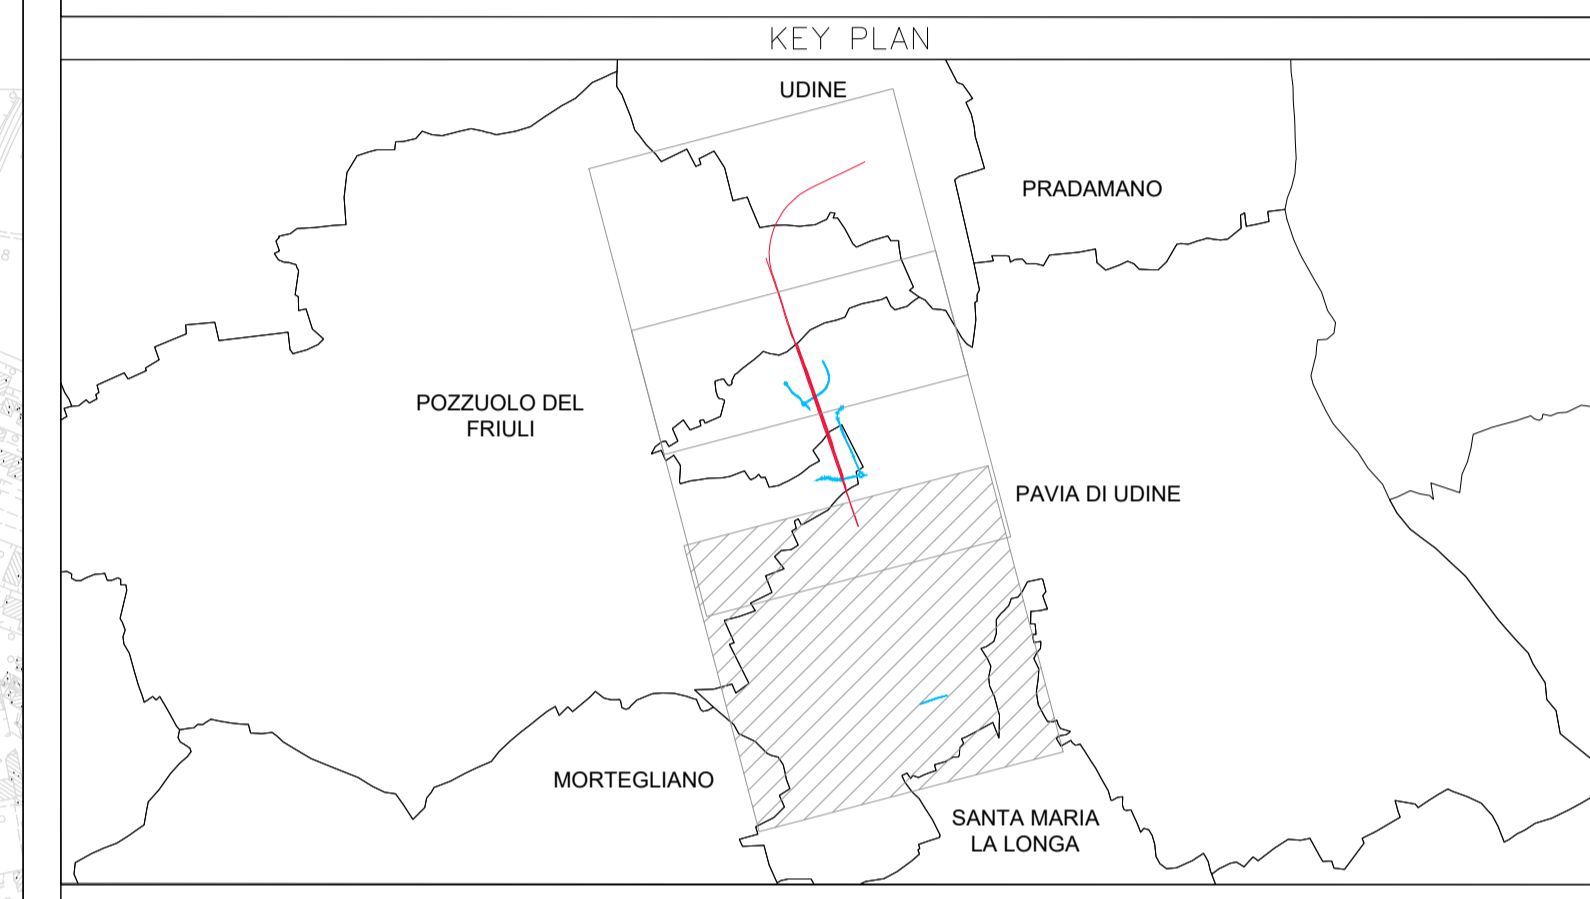 KEY PLAN
UDINE
PRADAMANO
POZZUOLO DEL
FRIULI
PAVIA DI UDINE
MORTEGLIANO
SANTA MARIA
LA LONGA